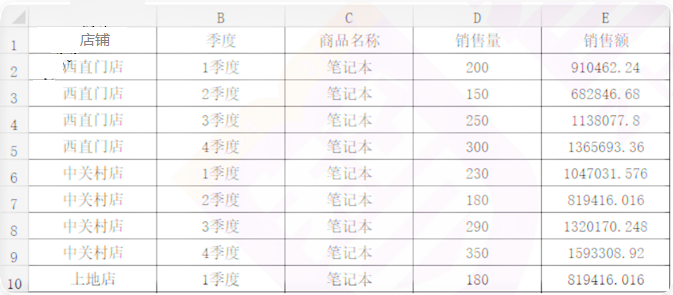 B C D E
1 店铺 季度 商品名称 销售量 销售额
2 西直门店 1季度 笔记本 200 910462.24
3 西直门店 2季度 笔记本 150 682846.68
4 西直门店 3季度 笔记本 250 1138077.8
5 西直门店 4季度 笔记本 300 1365693.36
6 中关村店 1季度 笔记本 230 1047031.576
7 中关村店 2季度 笔记本 180 819416.016
8 中关村店 3季度 笔记本 290 1320170.248
9 中关村店 4季度 笔记本 350 1593308.92
10 上地店 1季度 笔记本 180 819416.016